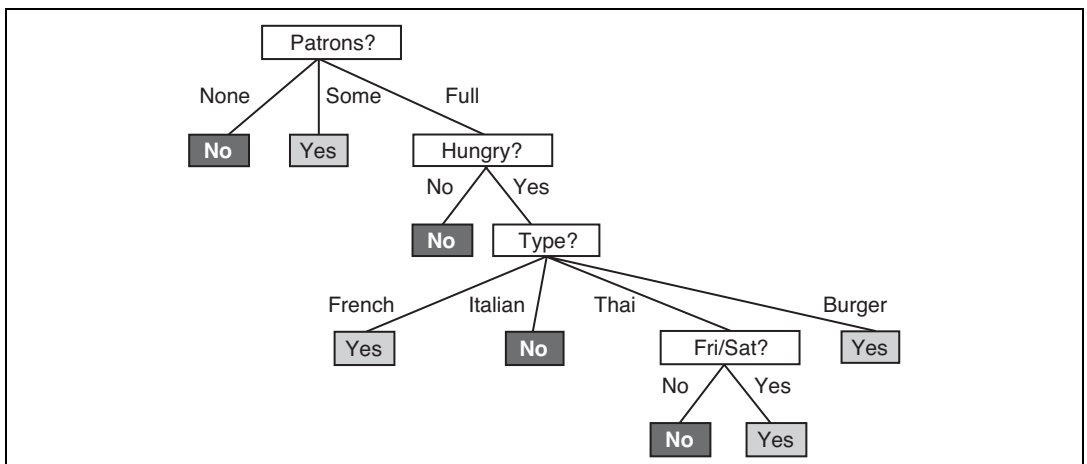 Patrons?
None Some Full
No Yes Hungry?
No Yes
No Type?
French Italian Thai Burger
Yes No Fri/Sat? Yes
No Yes
No Yes